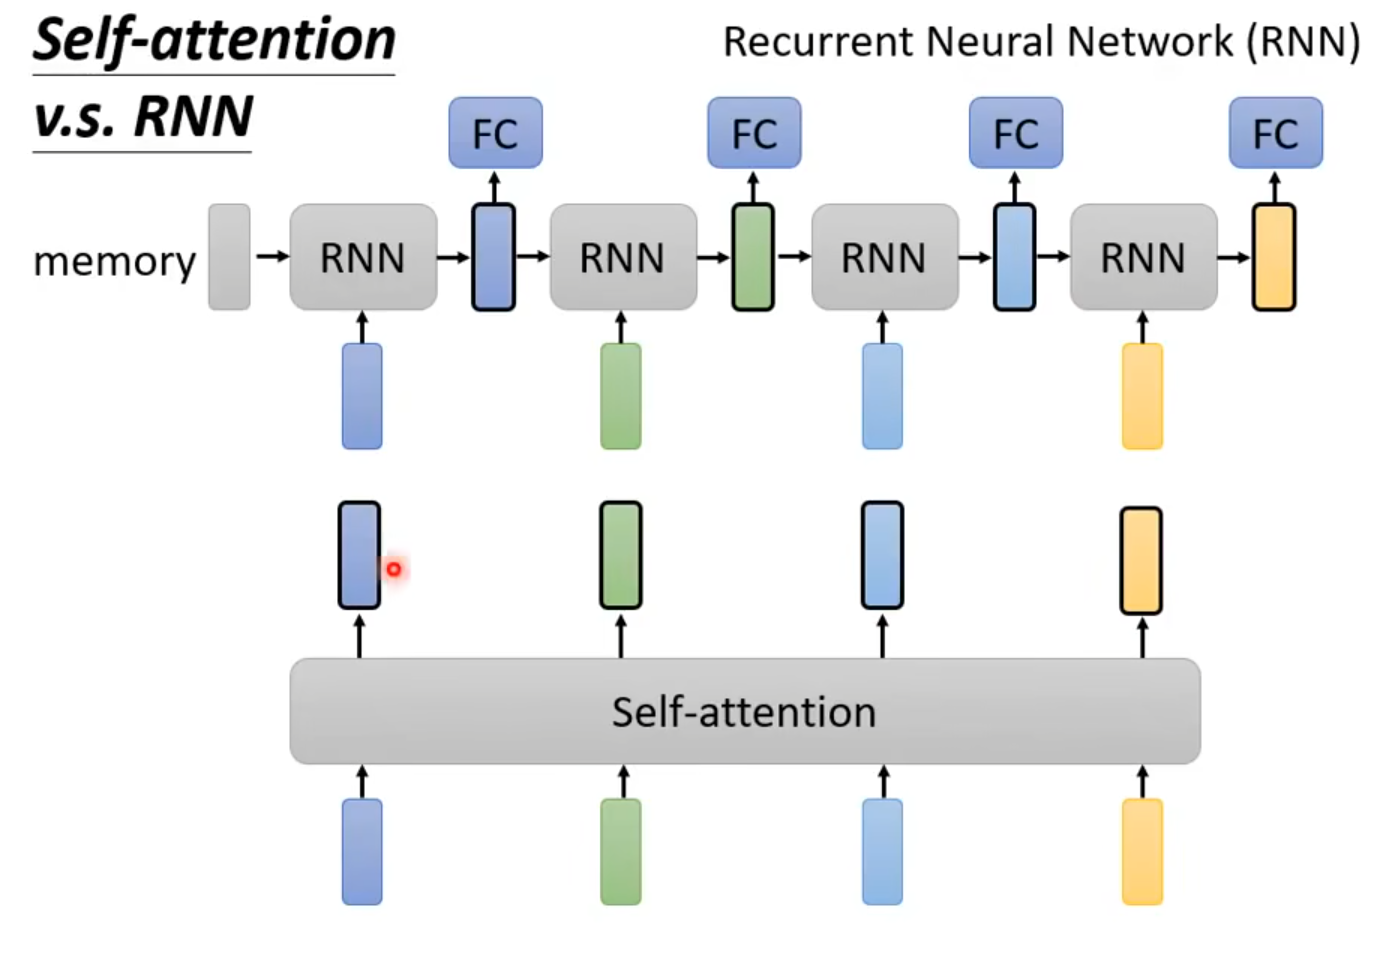 Self-attention
v.s. RNN
Recurrent Neural Network (RNN)
FC FC FC FC
memory RNN RNN RNN RNN
Self-attention